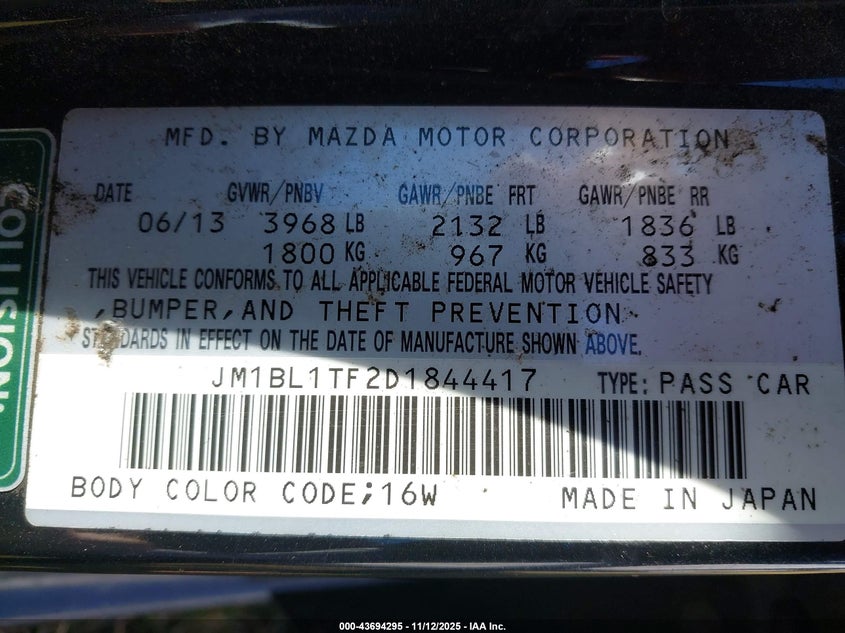 MFD. BY MAZDA MOTOR CORPORATION
DATE GVWR/PNBV GAWR/PNBE FRT GAWR/PNBE RR
06/13 3968 LB 2132 LB 1836 LB
1800 KG 967 KG 833 KG
THIS VEHICLE CONFORMS TO ALL APPLICABLE FEDERAL MOTOR VEHICLE SAFETY
,BUMPER,AND THEFT PREVENTION
STANDARDS IN EFFECT ON THE DATE OF MANUFACTURE SHOWN ABOVE.
JM1BL1TF2D1844417 TYPE: PASS CAR
BODY COLOR CODE;16W MADE IN JAPAN
COLLISION.
000-43694295 - 11/12/2025 - IAA Inc.